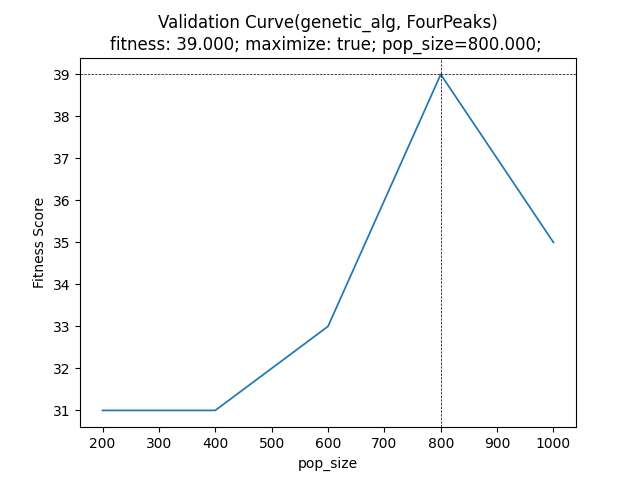 Validation Curve(genetic_alg, FourPeaks)
fitness: 39.000; maximize: true; pop_size=800.000;
39
38
37
36
35
34
33
32
31
Fitness Score
200 300 400 500 600 700 800 900 1000
pop_size